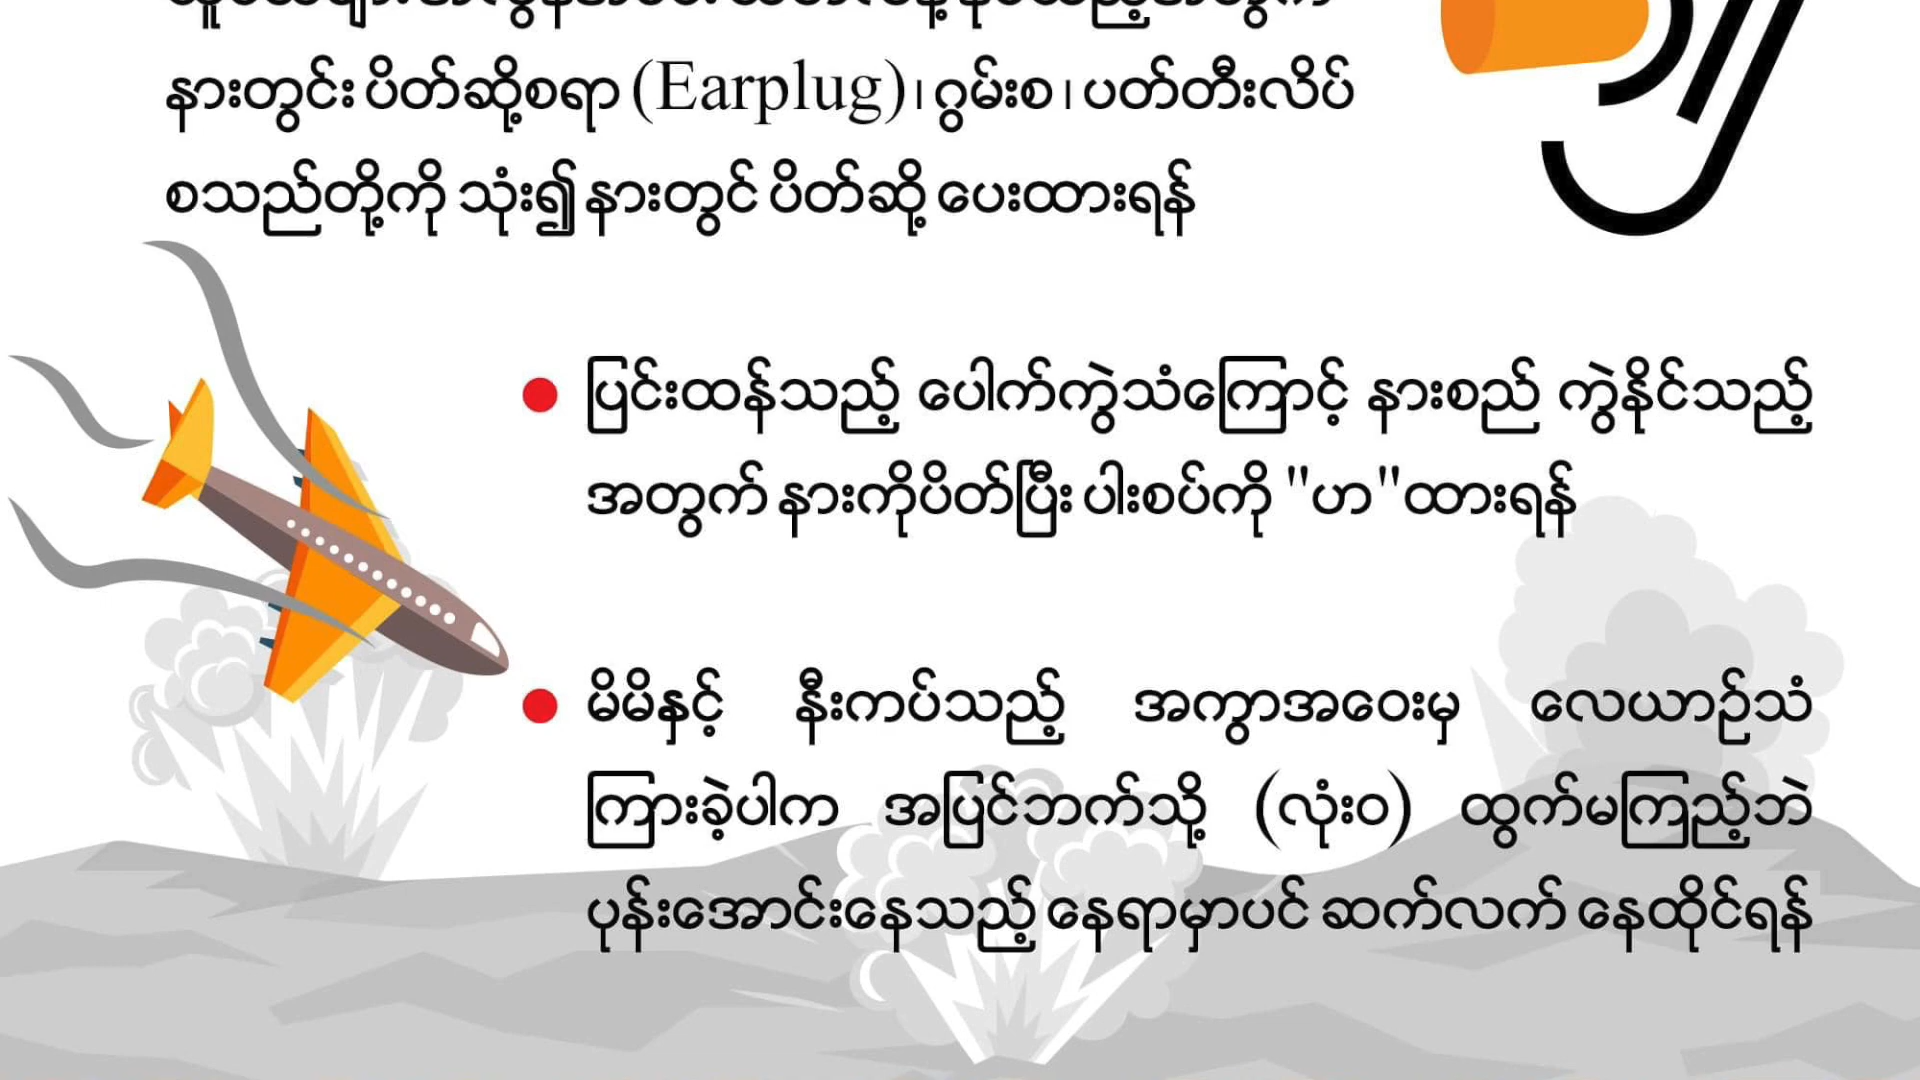 နားတွင်း ပိတ်ဆို့စရာ (Earplug)၊ ဂွမ်းစ ၊ ပတ်တီးလိပ်
စသည်တို့ကို သုံး၍ နားတွင် ပိတ်ဆို့ ပေးထားရန်
ပြင်းထန်သည့် ပေါက်ကွဲသံကြောင့် နားစည် ကွဲနိုင်သည့်
အတွက် နားကိုပိတ်ပြီး ပါးစပ်ကို "ဟ"ထားရန်
မိမိနှင့် နီးကပ်သည့် အကွာအဝေးမှ လေယာဉ်သံ
ကြားခဲ့ပါက အပြင်ဘက်သို့ (လုံးဝ) ထွက်မကြည့်ဘဲ
ပုန်းအောင်းနေသည့် နေရာမှာပင် ဆက်လက် နေထိုင်ရန်